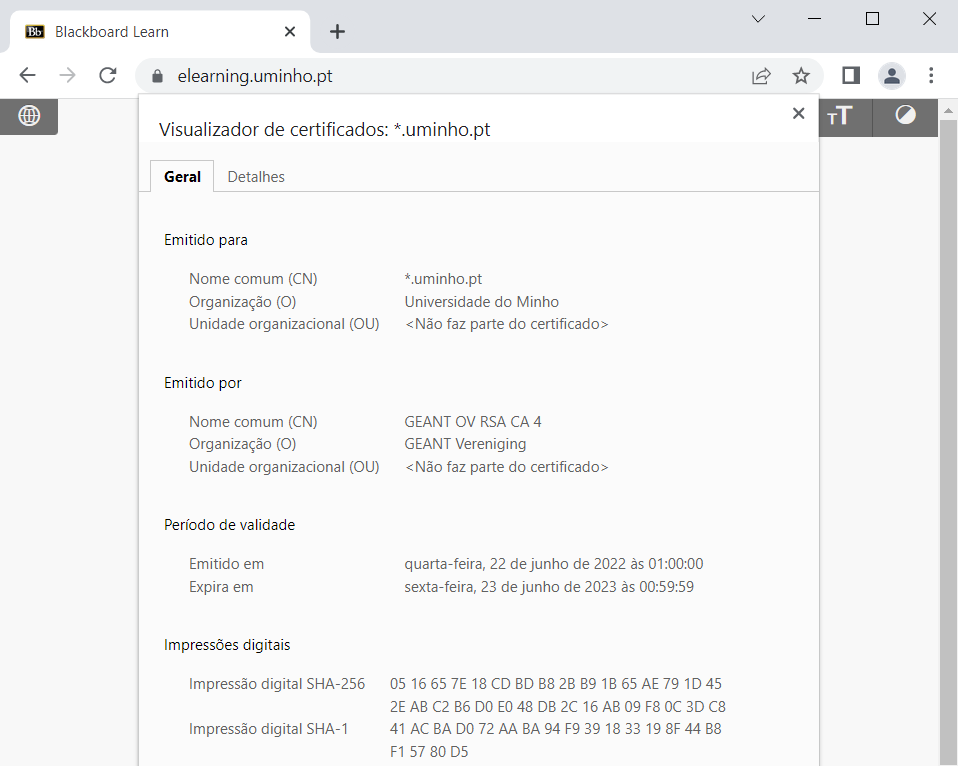 Bb Blackboard Learn
elearning.uminho.pt
TT
Visualizador de certificados: *.uminho.pt
Geral Detalhes
Emitido para
Nome comum (CN) *.uminho.pt
Organização (O) Universidade do Minho
Unidade organizacional (OU) <Não faz parte do certificado>
Emitido por
Nome comum (CN) GEANT OV RSA CA 4
Organização (O) GEANT Vereniging
Unidade organizacional (OU) <Não faz parte do certificado>
Período de validade
Emitido em quarta-feira, 22 de junho de 2022 às 01:00:00
Expira em sexta-feira, 23 de junho de 2023 às 00:59:59
Impressões digitais
Impressão digital SHA-256 05 16 65 7E 18 CD BD B8 2B B9 1B 65 AE 79 1D 45
2E AB C2 B6 D0 E0 48 DB 2C 16 AB 09 F8 0C 3D C8
Impressão digital SHA-1 41 AC BA D0 72 AA BA 94 F9 39 18 33 19 8F 44 B8
F1 57 80 D5